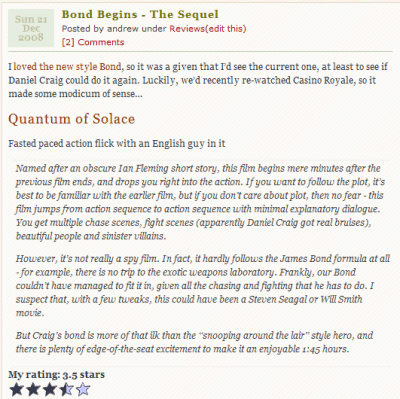 Sun 21
Dec
2008
Bond Begins - The Sequel
Posted by andrew under Reviews(edit this)
[2] Comments
I loved the new style Bond, so it was a given that I'd see the current one, at least to see if
Daniel Craig could do it again. Luckily, we'd recently re-watched Casino Royale, so it
made some modicum of sense...
Quantum of Solace
Fasted paced action flick with an English guy in it
Named after an obscure Ian Fleming short story, this film begins mere minutes after the
previous film ends, and drops you right into the action. If you want to follow the plot, it's
best to be familiar with the earlier film, but if you don't care about plot, then no fear - this
film jumps from action sequence to action sequence with minimal explanatory dialogue.
You get multiple chase scenes, fight scenes (apparently Daniel Craig got real bruises),
beautiful people and sinister villains.
However, it's not really a spy film. In fact, it hardly follows the James Bond formula at all
- for example, there is no trip to the exotic weapons laboratory. Frankly, our Bond
couldn't have managed to fit it in, given all the chasing and fighting that he has to do. I
suspect that, with a few tweaks, this could have been a Steven Seagal or Will Smith
movie.
But Craig's bond is more of that ilk than the "snooping around the lair" style hero, and
there is plenty of edge-of-the-seat excitement to make it an enjoyable 1:45 hours.
My rating: 3.5 stars